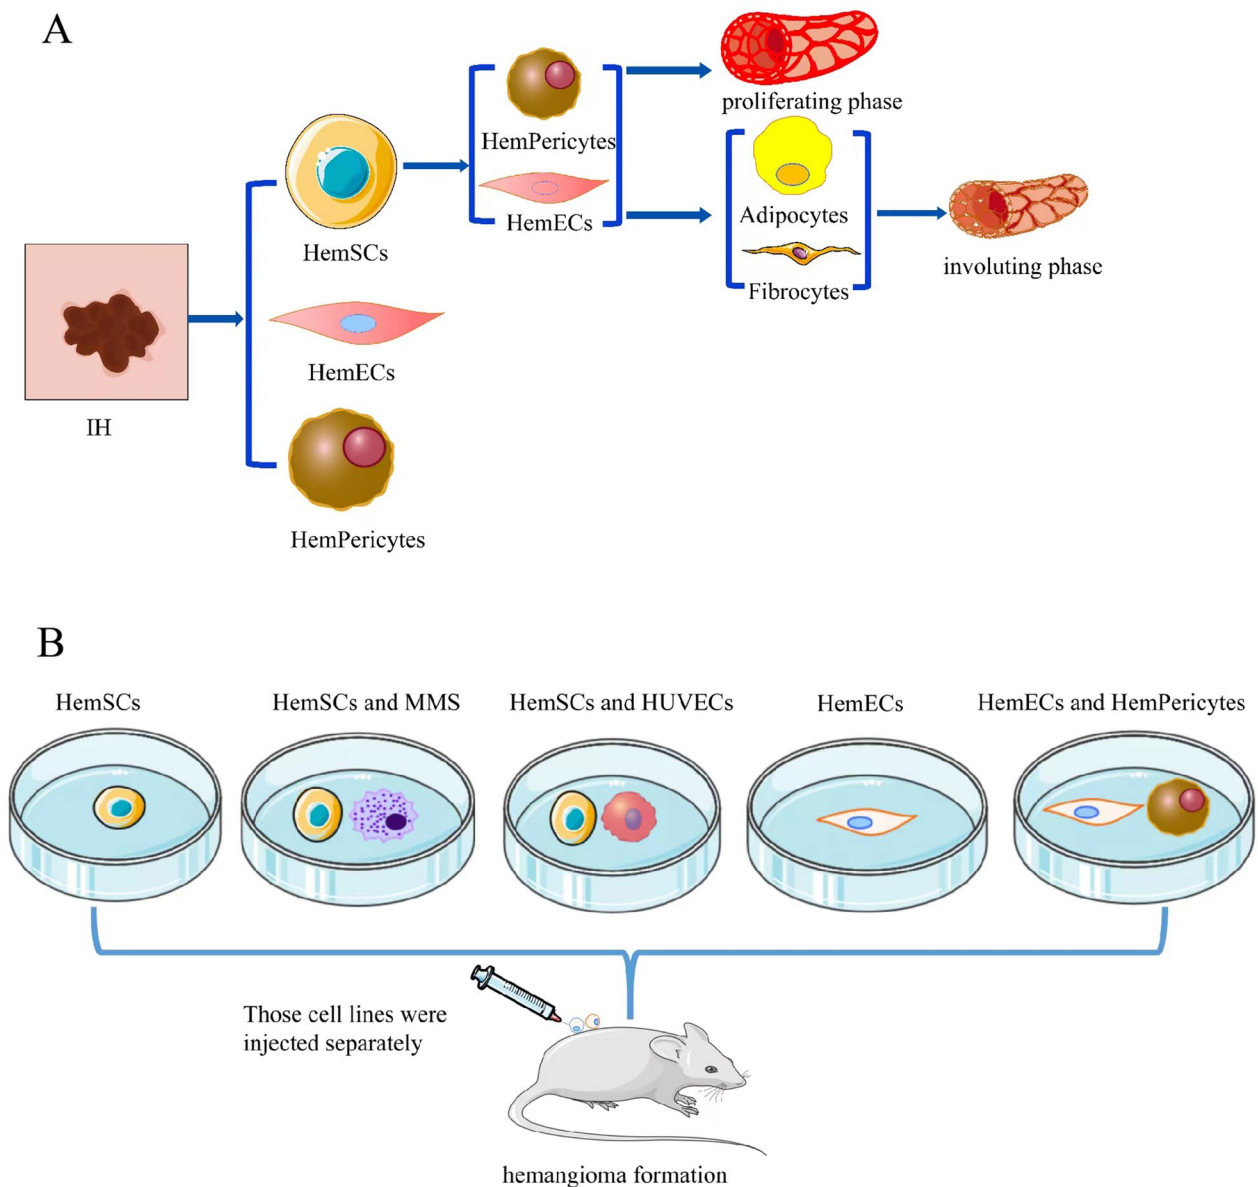 A
HemPericytes
HemECs
proliferating phase
Adipocytes
Fibrocytes
involuting phase
HemSCs
HemECs
HemPericytes
IH
B
HemSCs
HemSCs and MMS
HemSCs and HUVECs
HemECs
HemECs and HemPericytes
Those cell lines were
injected separately
hemangioma formation